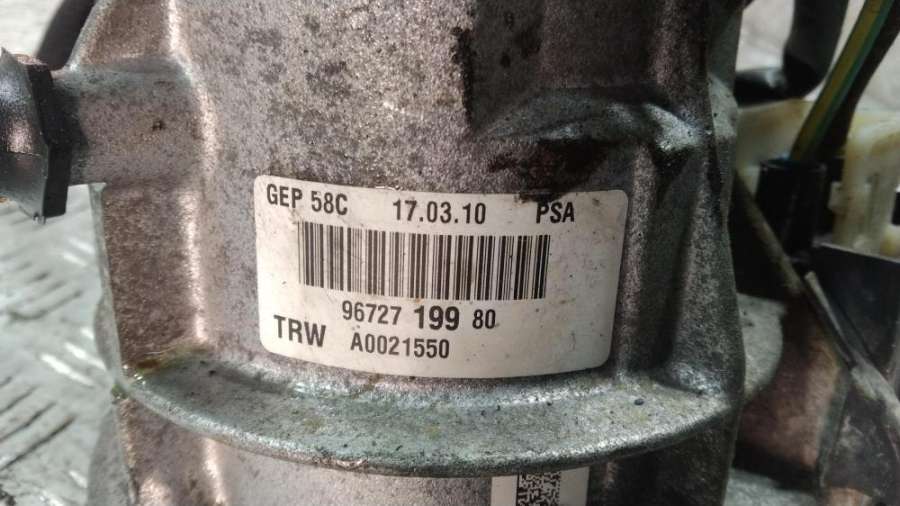 GEP 58C 17.03.10 PSA
96727 199 80
TRW A0021550